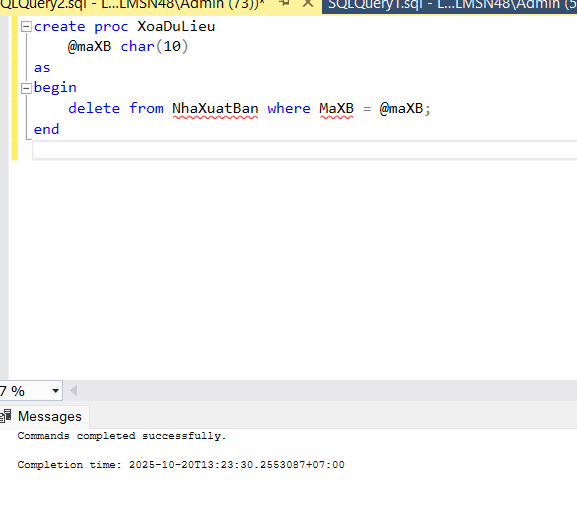 QLQuery2.sql - L...LMSN48\Admin (73))*
SQLQuery1.sql - L...LMSN48\Admin (5
create proc XoaDuLieu
@maXB char(10)
as
begin
delete from NhaXuatBan where MaXB = @maXB;
end
7 %
Messages
Commands completed successfully.
Completion time: 2025-10-20T13:23:30.2553087+07:00